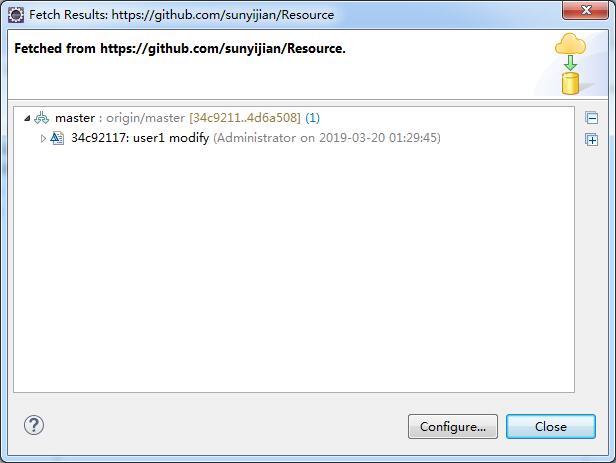 Fetch Results: https://github.com/sunyijian/Resource
Fetched from https://github.com/sunyijian/Resource.
master : origin/master [34c9211..4d6a508] (1)
34c92117: user1 modify (Administrator on 2019-03-20 01:29:45)
?
Configure...
Close